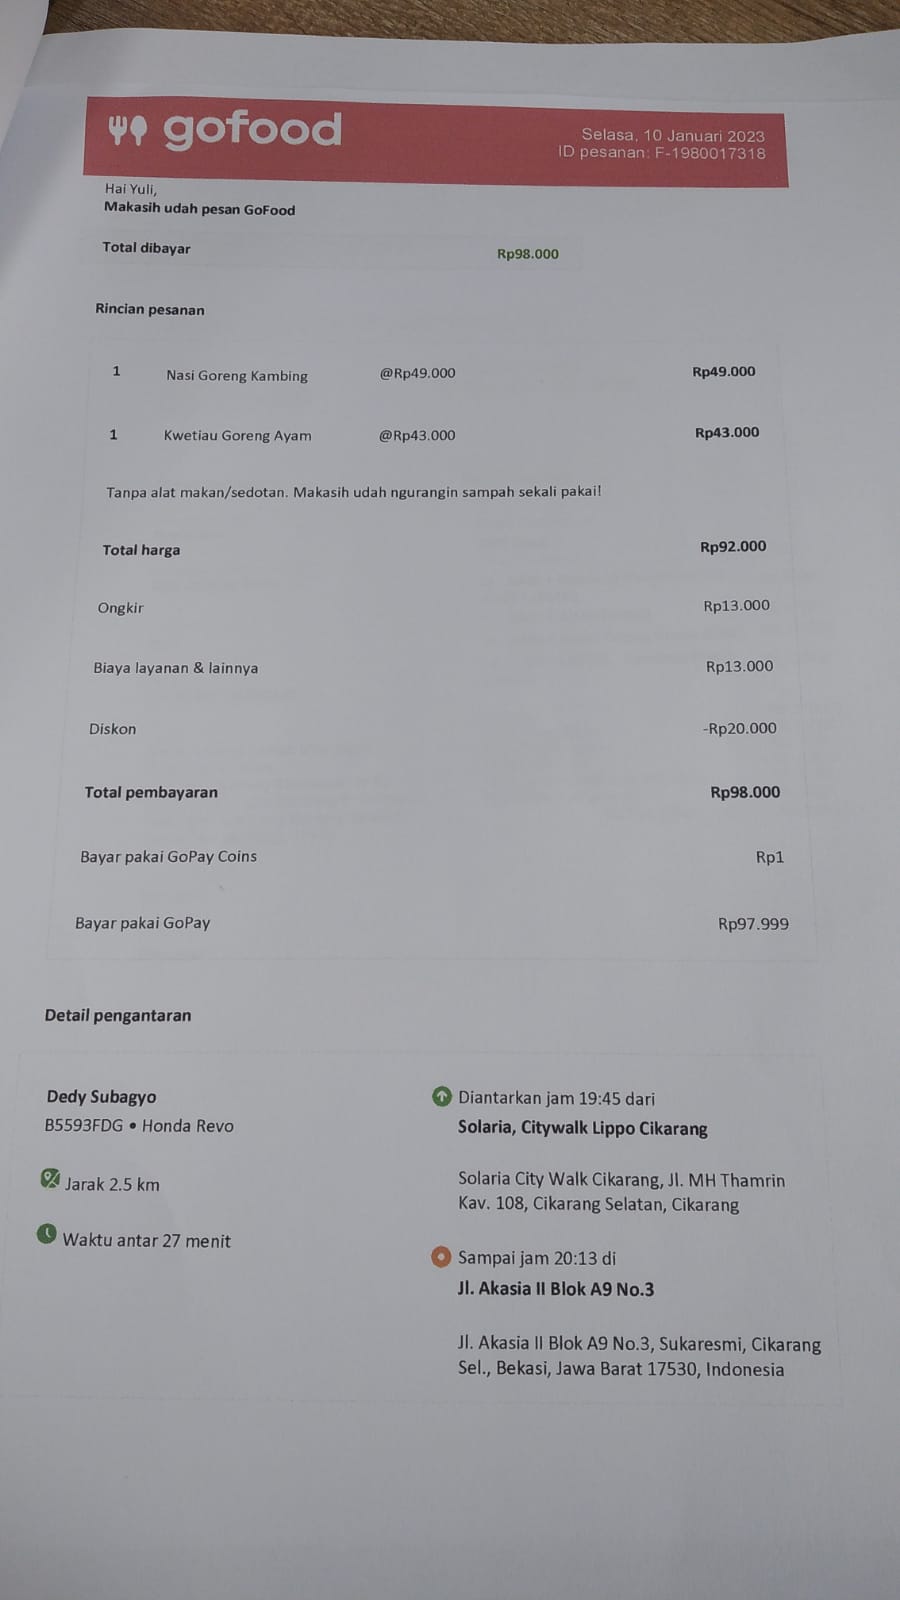 gofood
Selasa, 10 Januari 2023
ID pesanan: F-1980017318
Hai Yuli,
Makasih udah pesan GoFood
Total dibayar Rp98.000
Rincian pesanan
1 Nasi Goreng Kambing @Rp49.000 Rp49.000
1 Kwetiau Goreng Ayam @Rp43.000 Rp43.000
Tanpa alat makan/sedotan. Makasih udah ngurangin sampah sekali pakai!
Total harga Rp92.000
Ongkir Rp13.000
Biaya layanan & lainnya Rp13.000
Diskon -Rp20.000
Total pembayaran Rp98.000
Bayar pakai GoPay Coins Rp1
Bayar pakai GoPay Rp97.999
Detail pengantaran
Dedy Subagyo
B5593FDG • Honda Revo
Jarak 2.5 km
Waktu antar 27 menit
Diantarkan jam 19:45 dari
Solaria, Citywalk Lippo Cikarang
Solaria City Walk Cikarang, Jl. MH Thamrin
Kav. 108, Cikarang Selatan, Cikarang
Sampai jam 20:13 di
Jl. Akasia II Blok A9 No.3
Jl. Akasia II Blok A9 No.3, Sukaresmi, Cikarang
Sel., Bekasi, Jawa Barat 17530, Indonesia